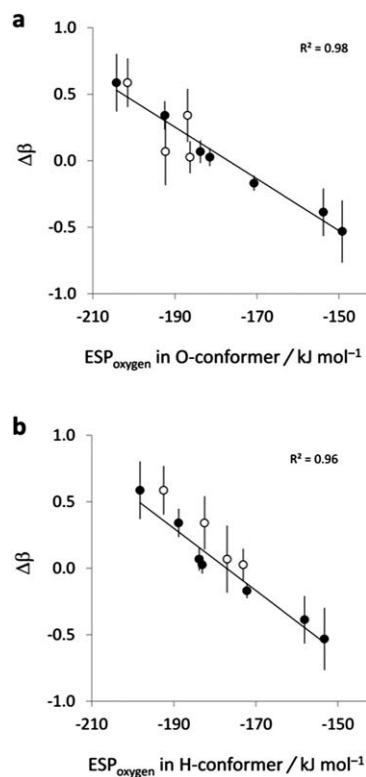 a
R² = 0.98
1.0
0.5
Δβ
0.0
-0.5
-1.0
-210 -190 -170 -150
ESPoxygen in O-conformer / kJ mol⁻¹
b
R² = 0.96
1.0
0.5
Δβ
0.0
-0.5
-1.0
-210 -190 -170 -150
ESPoxygen in H-conformer / kJ mol⁻¹